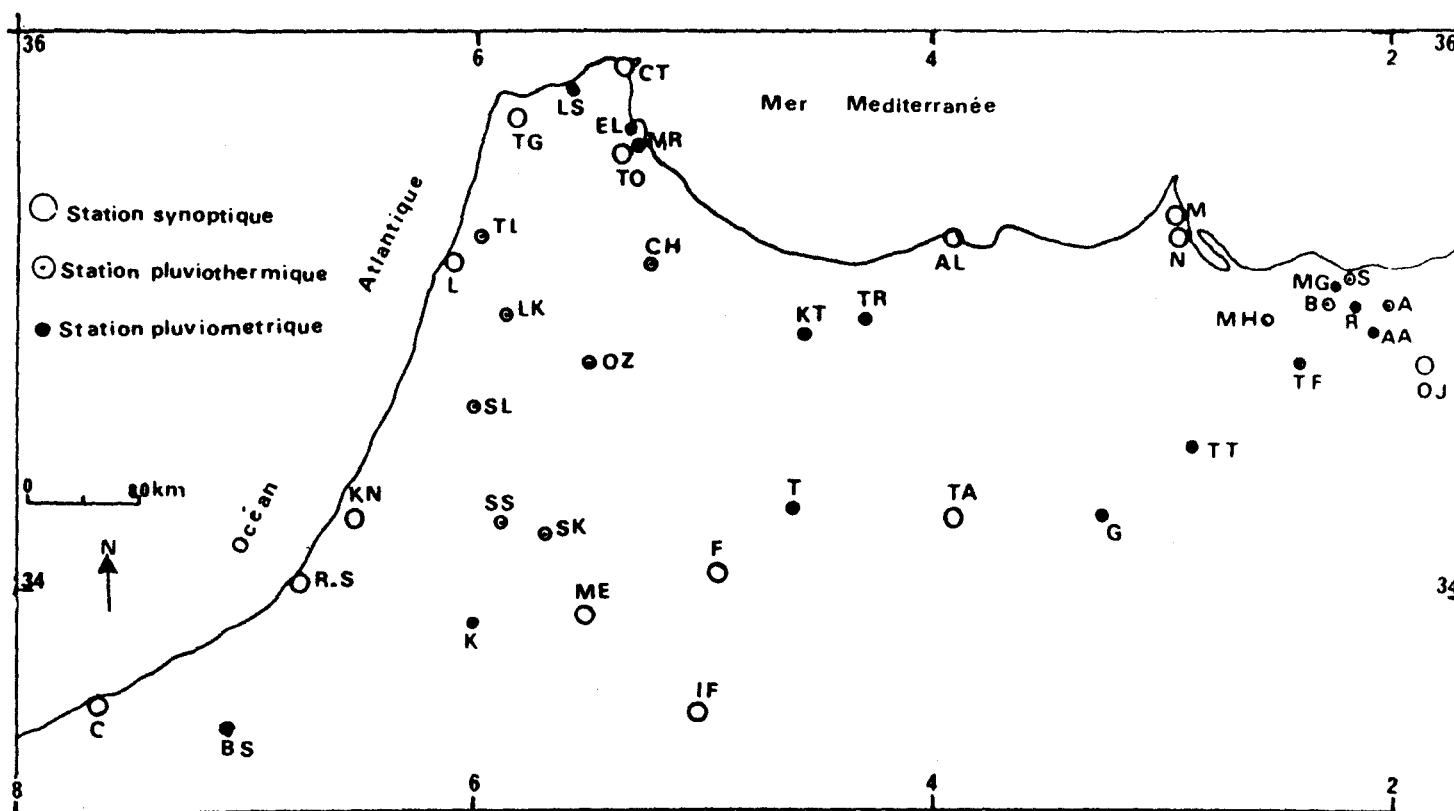 36
6
4
2
36
CT
LS
Mer Mediterranée
EL
MR
TG
TO
Station synoptique
Station pluviothermique
Station pluviometrique
Atlantique
Océan
TL
L
CH
LK
OZ
SL
KT
TR
AL
M
N
MG
S
B
A
MH
R
AA
TF
OJ
TT
0
80km
N
KN
SS
SK
T
TA
G
34
R.S
F
ME
34
K
IF
C
BS
8
6
4
2